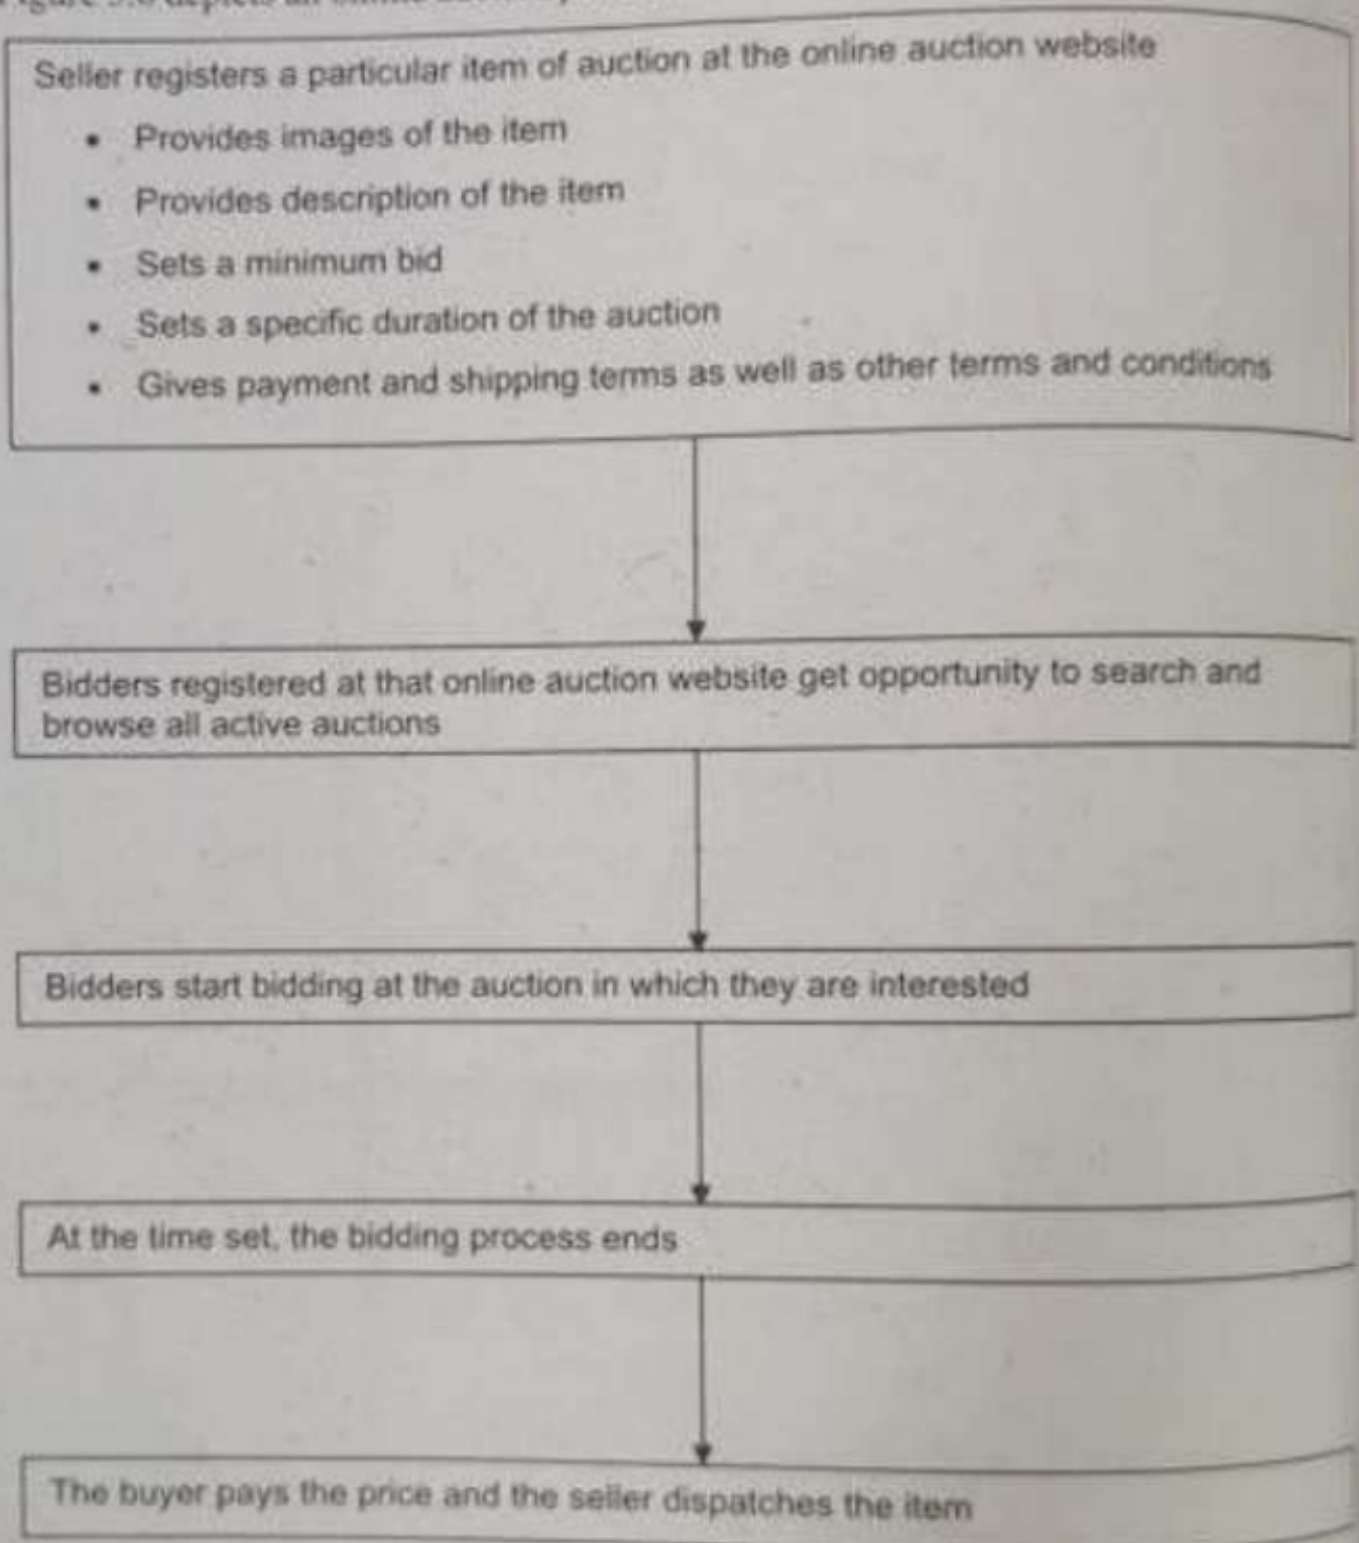 depicts an online
Seller registers a particular item of auction at the online auction website
• Provides images of the item
• Provides description of the item
• Sets a minimum bid
• Sets a specific duration of the auction
• Gives payment and shipping terms as well as other terms and conditions
Bidders registered at that online auction website get opportunity to search and
browse all active auctions
Bidders start bidding at the auction in which they are interested
At the time set, the bidding process ends
The buyer pays the price and the seller dispatches the item